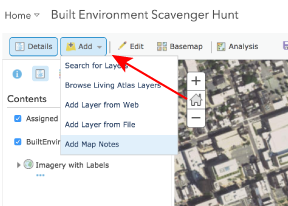 Home Built Environment Scavenger Hunt
Details Add Edit Basemap Analysis
Search for Layers
Browse Living Atlas Layers
Contents
Add Layer from Web
Assigned
Add Layer from File
BuiltEnvir
Add Map Notes
Imagery with Labels